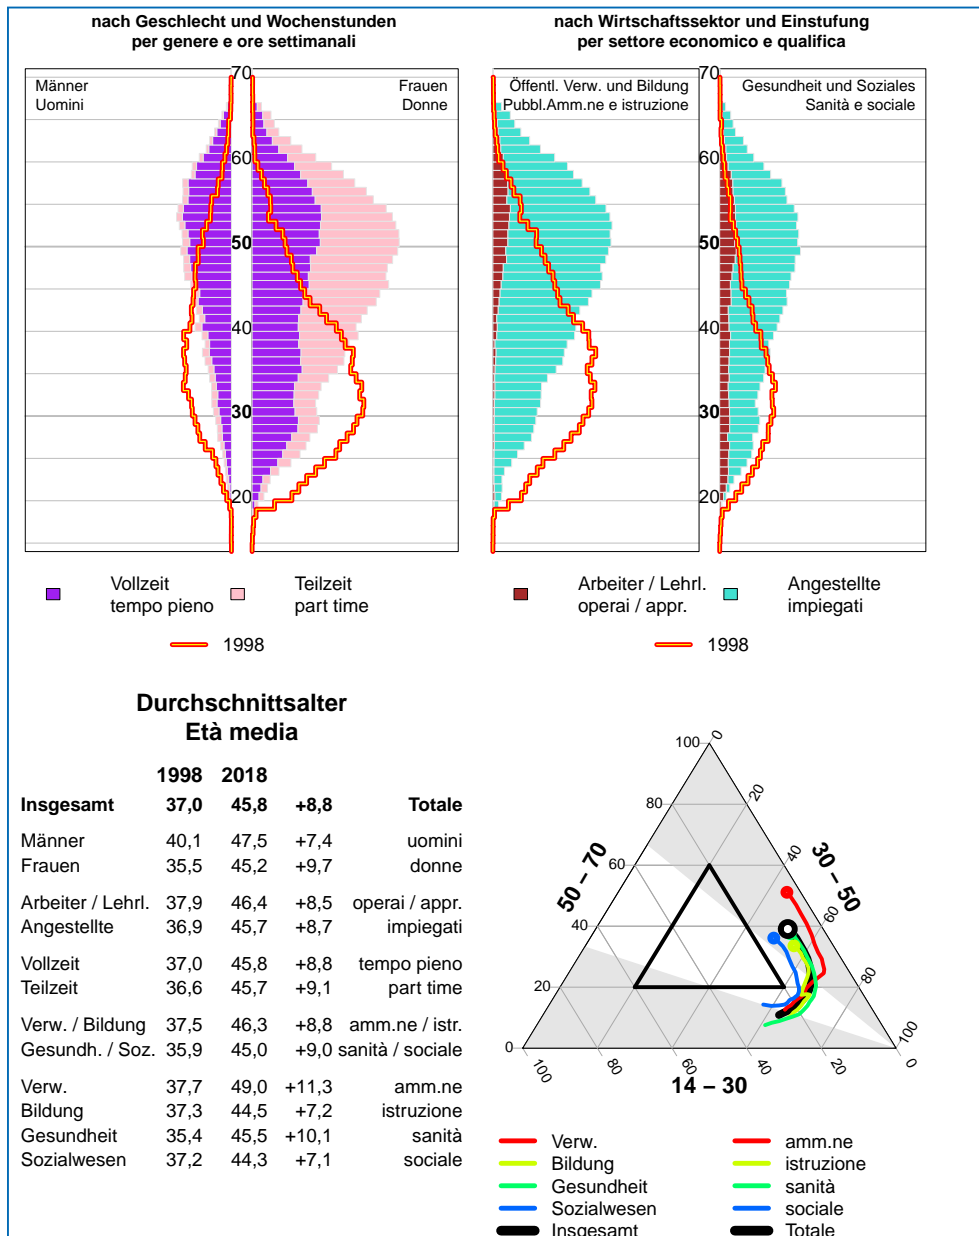 nach Geschlecht und Wochenstunden
per genere e ore settimanali
Männer
Uomini
Frauen
Donne
70
60
50
40
30
20
Vollzeit
tempo pieno
Teilzeit
part time
1998
nach Wirtschaftssektor und Einstufung
per settore economico e qualifica
Öffentl. Verw. und Bildung
Pubbl.Amm.ne e istruzione
Gesundheit und Soziales
Sanità e sociale
70
60
50
40
30
20
Arbeiter / Lehrl.
operai / appr.
Angestellte
impiegati
1998
Durchschnittsalter
Età media
1998 2018
Insgesamt 37,0 45,8 +8,8 Totale
Männer 40,1 47,5 +7,4 uomini
Frauen 35,5 45,2 +9,7 donne
Arbeiter / Lehrl. 37,9 46,4 +8,5 operai / appr.
Angestellte 36,9 45,7 +8,7 impiegati
Vollzeit 37,0 45,8 +8,8 tempo pieno
Teilzeit 36,6 45,7 +9,1 part time
Verw. / Bildung 37,5 46,3 +8,8 amm.ne / istr.
Gesundh. / Soz. 35,9 45,0 +9,0 sanità / sociale
Verw. 37,7 49,0 +11,3 amm.ne
Bildung 37,3 44,5 +7,2 istruzione
Gesundheit 35,4 45,5 +10,1 sanità
Sozialwesen 37,2 44,3 +7,1 sociale
50 – 70
0
20
40
60
80
100
30 – 50
0
20
40
60
80
100
14 – 30
100
80
60
40
20
0
Verw. amm.ne
Bildung istruzione
Gesundheit sanità
Sozialwesen sociale
Insgesamt Totale